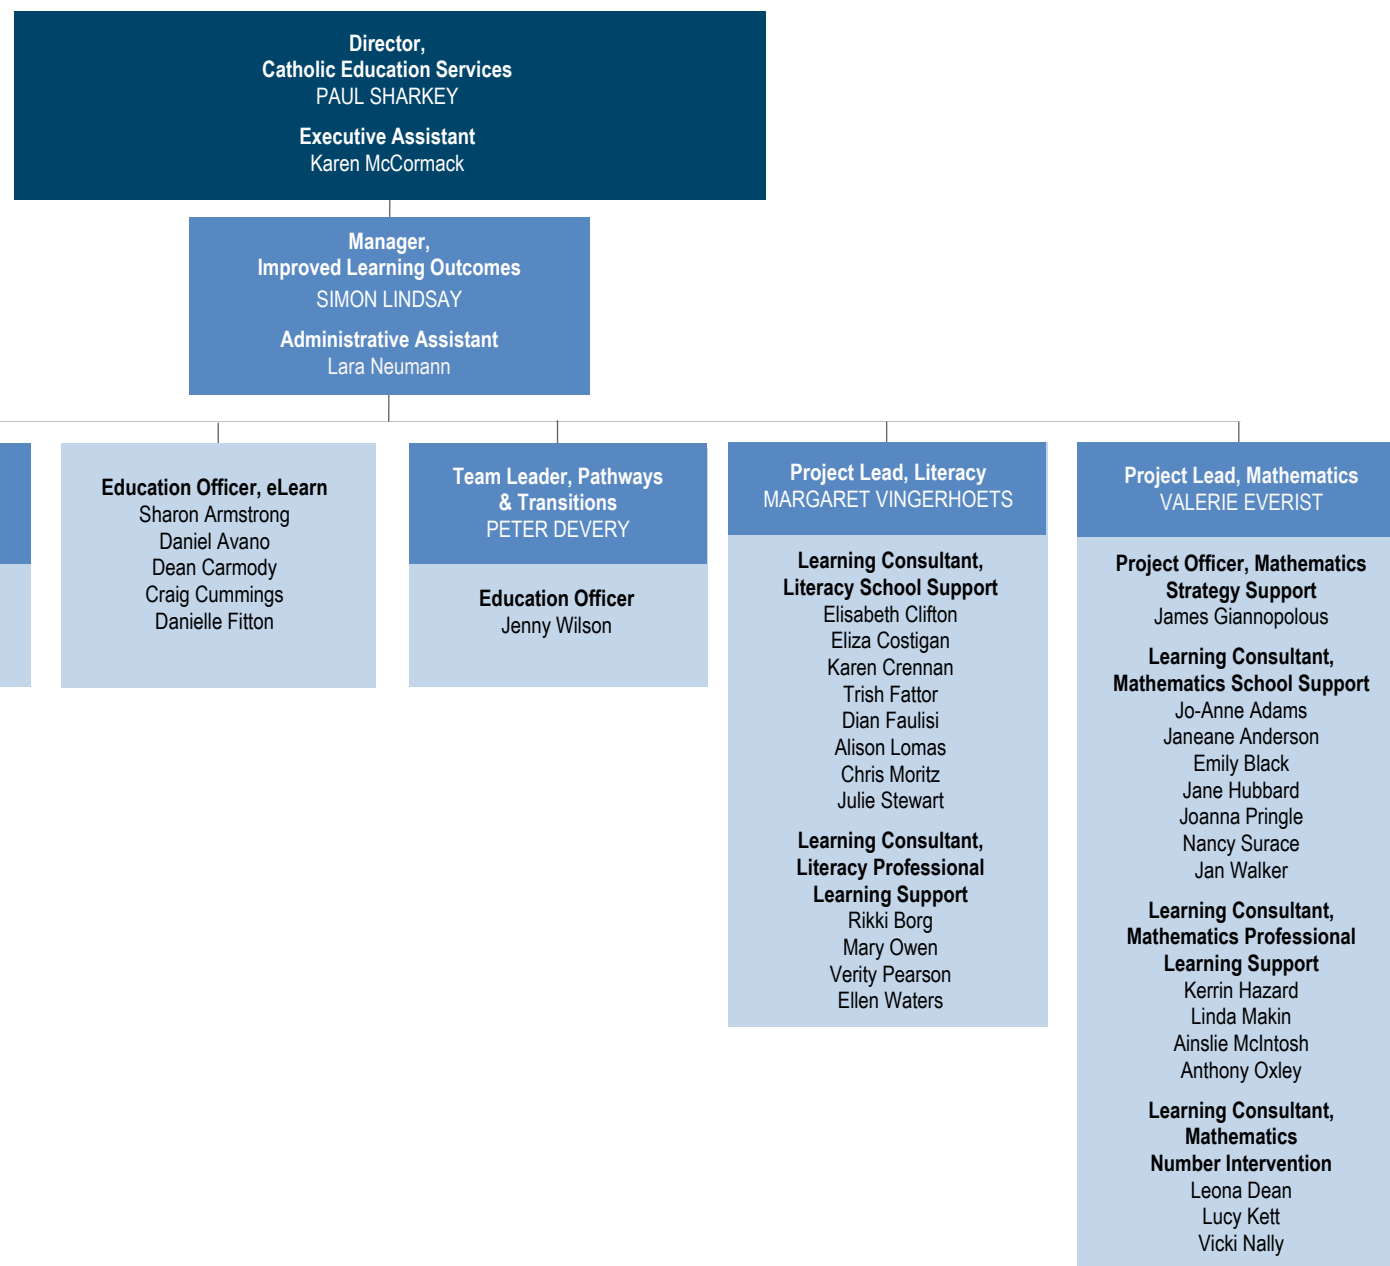 Director,
Catholic Education Services
PAUL SHARKEY
Executive Assistant
Karen McCormack
Manager,
Improved Learning Outcomes
SIMON LINDSAY
Administrative Assistant
Lara Neumann
Education Officer, eLearn
Sharon Armstrong
Daniel Avano
Dean Carmody
Craig Cummings
Danielle Fitton
Team Leader, Pathways
& Transitions
PETER DEVERY
Education Officer
Jenny Wilson
Project Lead, Literacy
MARGARET VINGERHOETS
Learning Consultant,
Literacy School Support
Elisabeth Clifton
Eliza Costigan
Karen Crennan
Trish Fattor
Dian Faulisi
Alison Lomas
Chris Moritz
Julie Stewart
Learning Consultant,
Literacy Professional
Learning Support
Rikki Borg
Mary Owen
Verity Pearson
Ellen Waters
Project Lead, Mathematics
VALERIE EVERIST
Project Officer, Mathematics
Strategy Support
James Giannopolous
Learning Consultant,
Mathematics School Support
Jo-Anne Adams
Janeane Anderson
Emily Black
Jane Hubbard
Joanna Pringle
Nancy Surace
Jan Walker
Learning Consultant,
Mathematics Professional
Learning Support
Kerrin Hazard
Linda Makin
Ainslie McIntosh
Anthony Oxley
Learning Consultant,
Mathematics
Number Intervention
Leona Dean
Lucy Kett
Vicki Nally